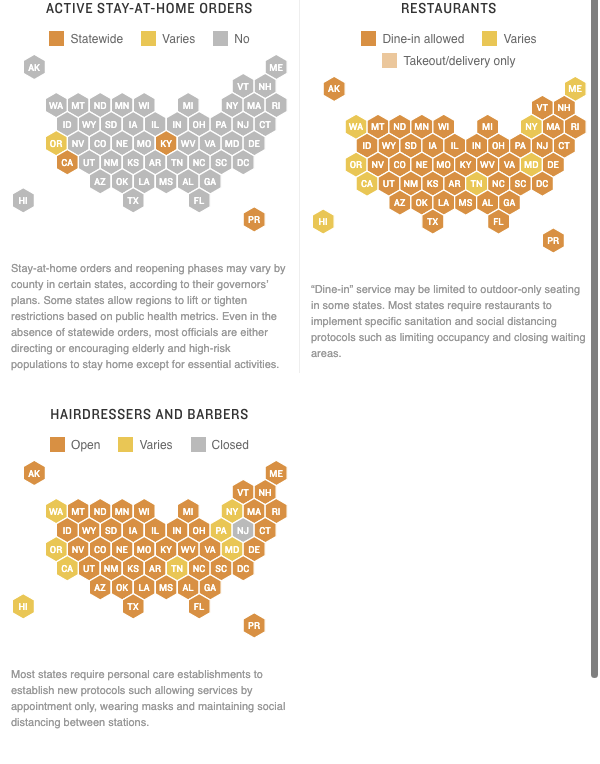 ACTIVE STAY-AT-HOME ORDERS
Statewide Varies No
AK ME
VT NH
WA MT ND MN WI MI NY MA RI
ID WY SD IA IL IN OH PA NJ CT
OR NV CO NE MO KY WV VA MD DE
CA UT NM KS AR TN NC SC DC
AZ OK LA MS AL GA
HI TX FL
PR
Stay-at-home orders and reopening phases may vary by
county in certain states, according to their governors'
plans. Some states allow regions to lift or tighten
restrictions based on public health metrics. Even in the
absence of statewide orders, most officials are either
directing or encouraging elderly and high-risk
populations to stay home except for essential activities.
RESTAURANTS
Dine-in allowed Varies
Takeout/delivery only
AK ME
VT NH
WA MT ND MN WI MI NY MA RI
ID WY SD IA IL IN OH PA NJ CT
OR NV CO NE MO KY WV VA MD DE
CA UT NM KS AR TN NC SC DC
AZ OK LA MS AL GA
HI TX FL
PR
“Dine-in” service may be limited to outdoor-only seating
in some states. Most states require restaurants to
implement specific sanitation and social distancing
protocols such as limiting occupancy and closing waiting
areas.
HAIRDRESSERS AND BARBERS
Open Varies Closed
AK ME
VT NH
WA MT ND MN WI MI NY MA RI
ID WY SD IA IL IN OH PA NJ CT
OR NV CO NE MO KY WV VA MD DE
CA UT NM KS AR TN NC SC DC
AZ OK LA MS AL GA
HI TX FL
PR
Most states require personal care establishments to
establish new protocols such allowing services by
appointment only, wearing masks and maintaining social
distancing between stations.